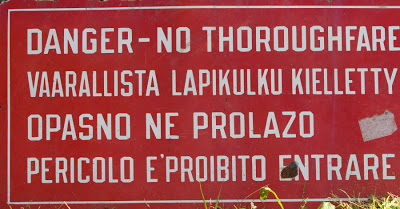 DANGER - NO THOROUGHFARE
VAARALLISTA LAPIKULKU KIELLETTY
OPASNO NE PROLAZO
PERICOLO E' PROIBITO ENTRARE